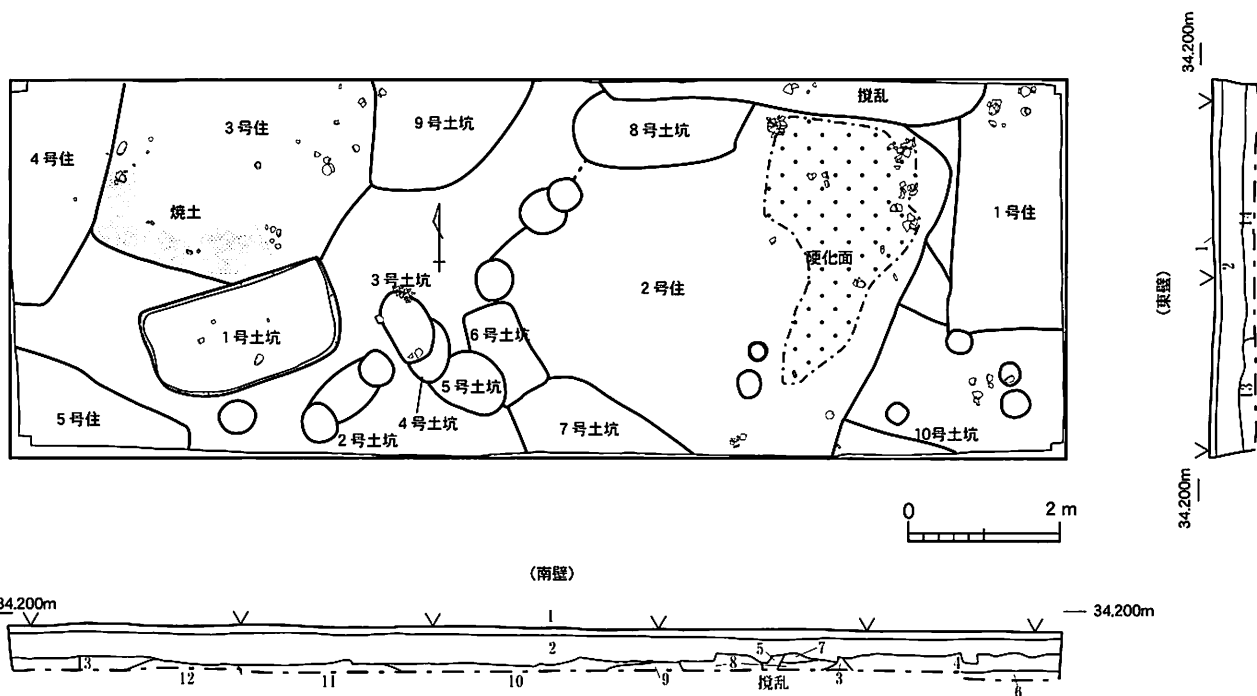 34.200m
撹乱
3号住
9号土坑
8号土坑
4号住
焼土
1号住
硬化面
3号土坑
2号住
1号土坑
6号土坑
5号土坑
5号住
4号土坑
2号土坑
7号土坑
10号土坑
1
2
13
(東壁)
34.200m
0 2 m
(南壁)
34.200m
34.200m
1
2
3
12
11
10
9
8
5
7
撹乱
3
4
6